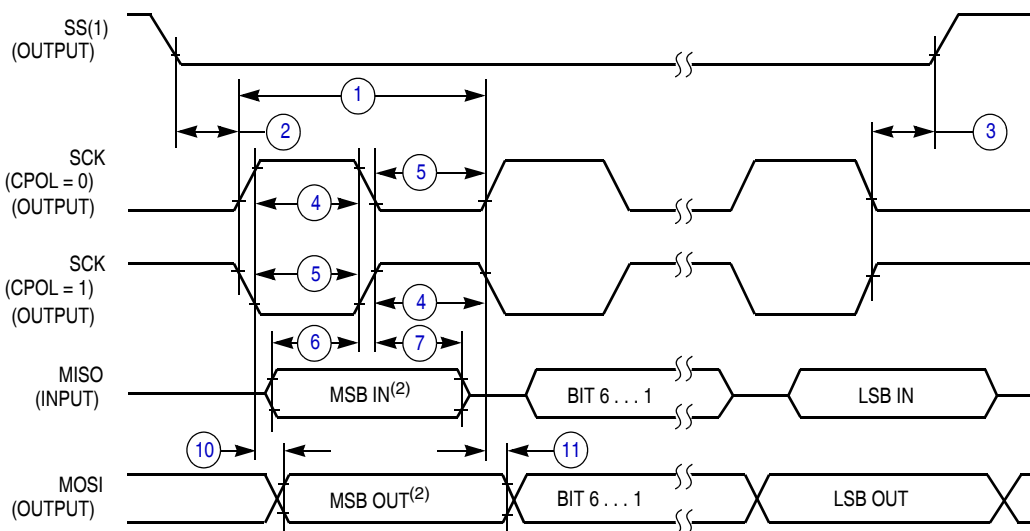 SS(1)
(OUTPUT)
1
2
3
SCK
(CPOL = 0)
(OUTPUT)
5
4
SCK
(CPOL = 1)
(OUTPUT)
5
4
6
7
MISO
(INPUT)
MSB IN(2)
BIT 6 . . . 1
LSB IN
10
11
MOSI
(OUTPUT)
MSB OUT(2)
BIT 6 . . . 1
LSB OUT